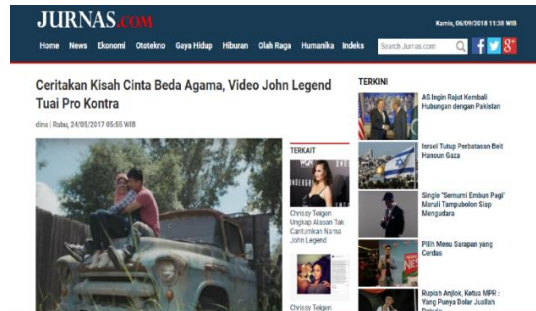 JURNAS.COM
Kamis, 06/09/2018 11:38 WIB
Home News Ekonomi Ototekno Gaya Hidup Hiburan Olah Raga Humanika Indeks
Search Jurnas.com
Ceritakan Kisah Cinta Beda Agama, Video John Legend
Tuai Pro Kontra
dina | Rabu, 24/05/2017 05:55 WIB
TERKAIT
Chrissy Teigen
Ungkap Alasan Tak
Cantumkan Nama
John Legend
Chrissy Teigen
TERKINI
AS Ingin Rajut Kembali
Hubungan dengan Pakistan
Israel Tutup Perbatasan Beit
Hanoun Gaza
Single "Semurni Embun Pagi"
Maruli Tampubolon Siap
Mengudara
Pilih Menu Sarapan yang
Cerdas
Rupiah Anjlok, Ketua MPR :
Yang Punya Dolar Juallah